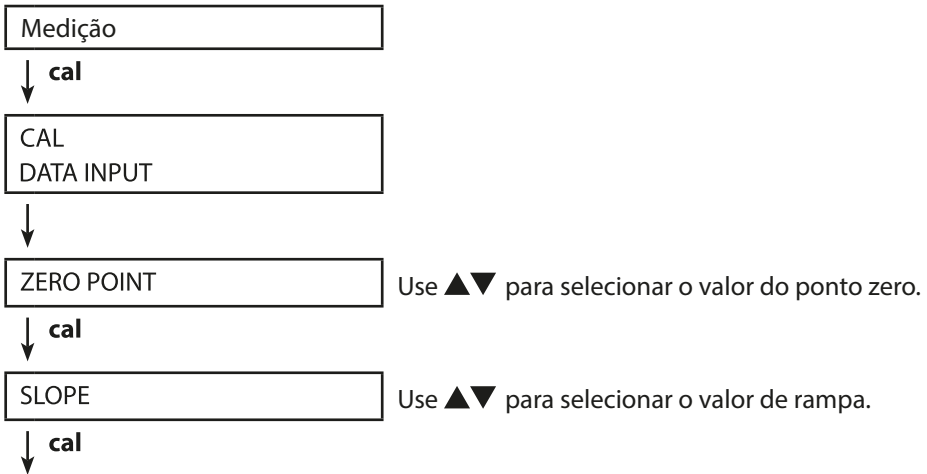 Medição
cal
CAL
DATA INPUT
ZERO POINT
Use ▲▼ para selecionar o valor do ponto zero.
cal
SLOPE
Use ▲▼ para selecionar o valor de rampa.
cal